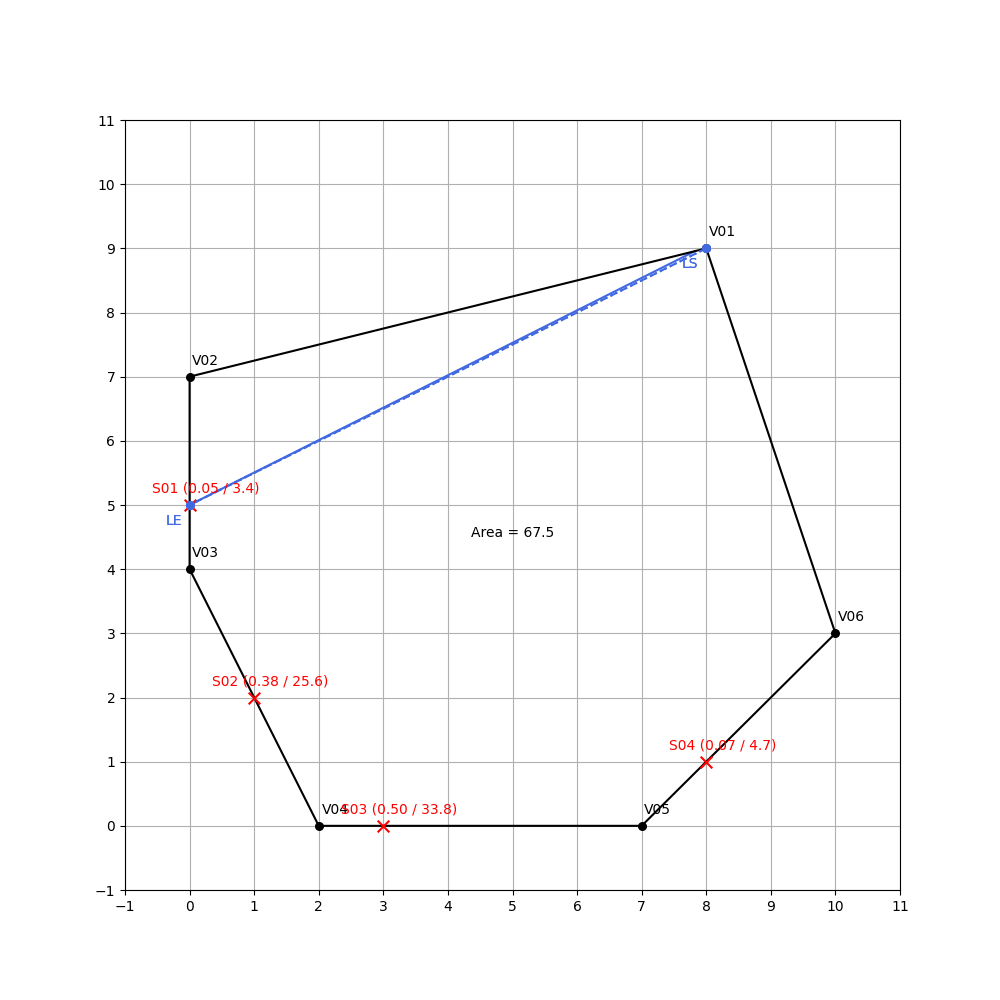 11
10
9
8
7
6
5
4
3
2
1
0
−1
V01
LS
V02
S01 (0.05 / 3.4)
LE
Area = 67.5
V03
V06
S02 (0.38 / 25.6)
S04 (0.07 / 4.7)
V04
S03 (0.50 / 33.8)
V05
−1 0 1 2 3 4 5 6 7 8 9 10 11